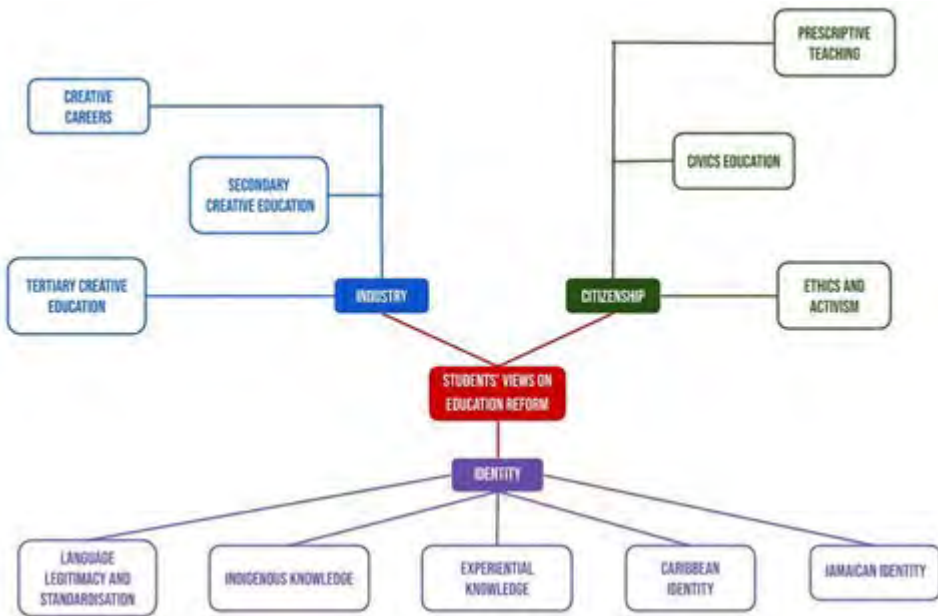 PRESCRIPTIVE
TEACHING
CREATIVE
CAREERS
CIVICS EDUCATION
SECONDARY
CREATIVE EDUCATION
TERTIARY CREATIVE
EDUCATION
INDUSTRY
CITIZENSHIP
ETHICS AND
ACTIVISM
STUDENTS' VIEWS ON
EDUCATION REFORM
IDENTITY
LANGUAGE
LEGITIMACY AND
STANDARDISATION
INDIGENOUS KNOWLEDGE
EXPERIENTIAL
KNOWLEDGE
CARIBBEAN
IDENTITY
JAMAICAN IDENTITY